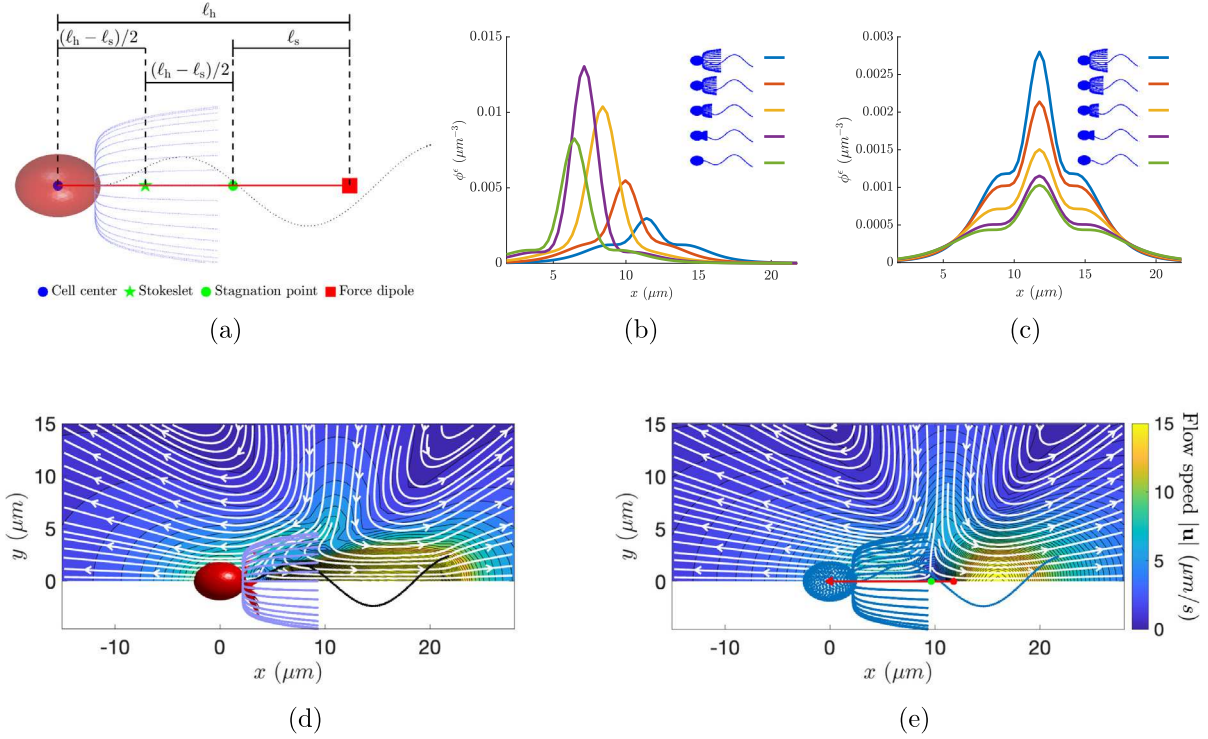 ℓh
(ℓh − ℓs)/2
ℓs
(ℓh − ℓs)/2
Cell center Stokeslet Stagnation point Force dipole
(a)
0.015
0.01
0.005
0
ϕ^ϵ (μm⁻³)
5 10 15 20
x (μm)
(b)
0.003
0.0025
0.002
0.0015
0.001
0.0005
0
ϕ^ϵ (μm⁻³)
5 10 15 20
x (μm)
(c)
15
10
5
0
y (μm)
-10 0 10 20
x (μm)
(d)
15
10
5
0
y (μm)
-10 0 10 20
x (μm)
(e)
15
10
5
0
Flow speed |u| (μm/s)